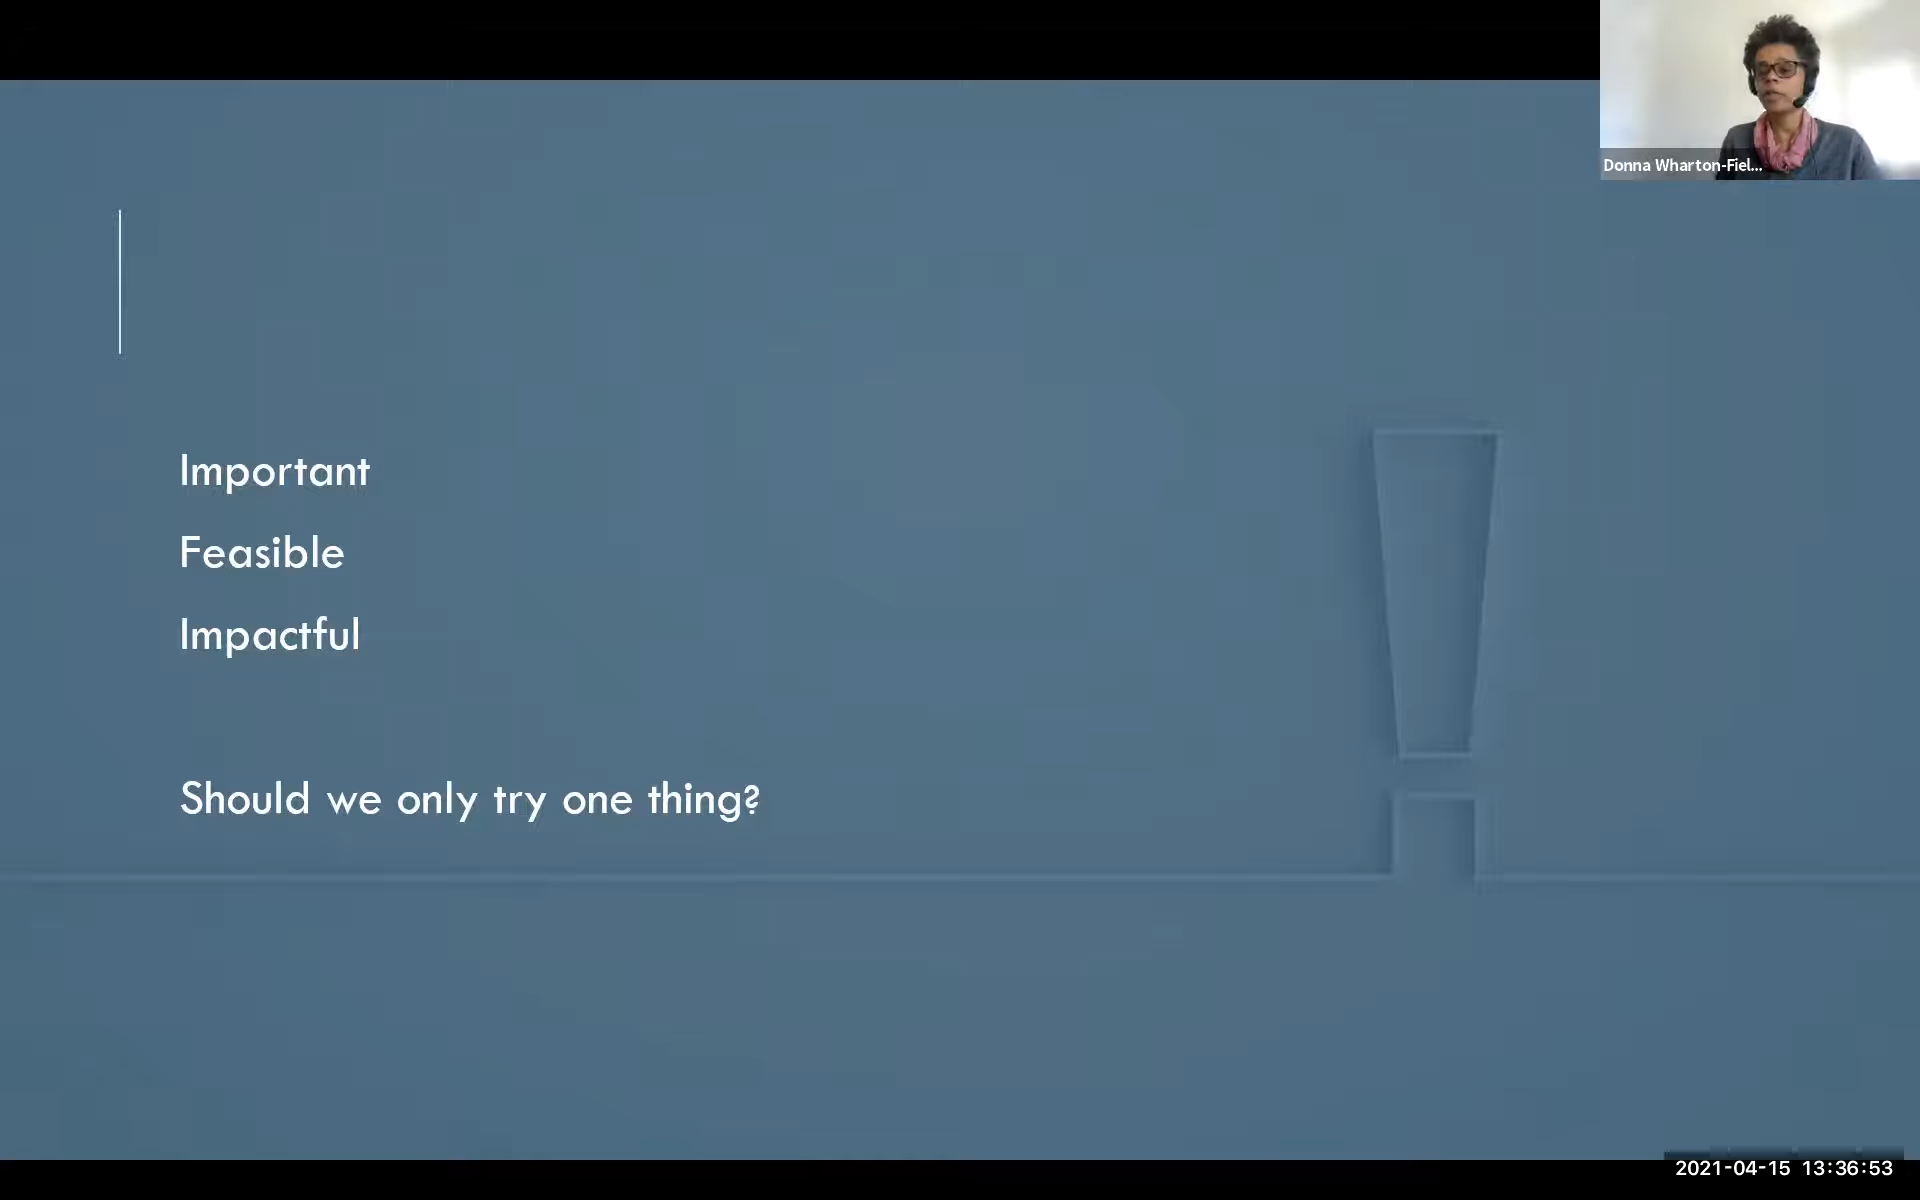 Donna Wharton-Fiel...
Important
Feasible
Impactful
Should we only try one thing?
2021-04-15 13:36:53